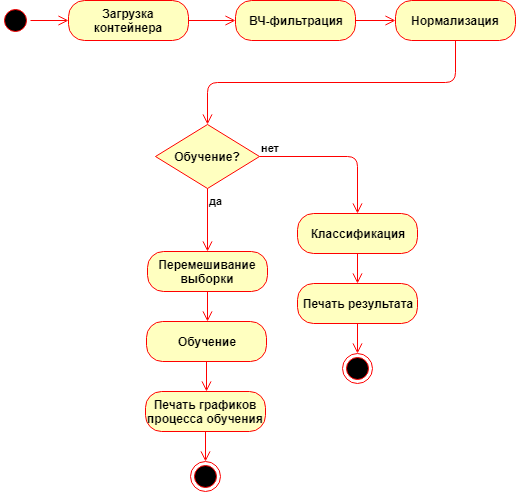 Загрузка
контейнера
ВЧ-фильтрация
Нормализация
Обучение?
нет
да
Классификация
Перемешивание
выборки
Печать результата
Обучение
Печать графиков
процесса обучения